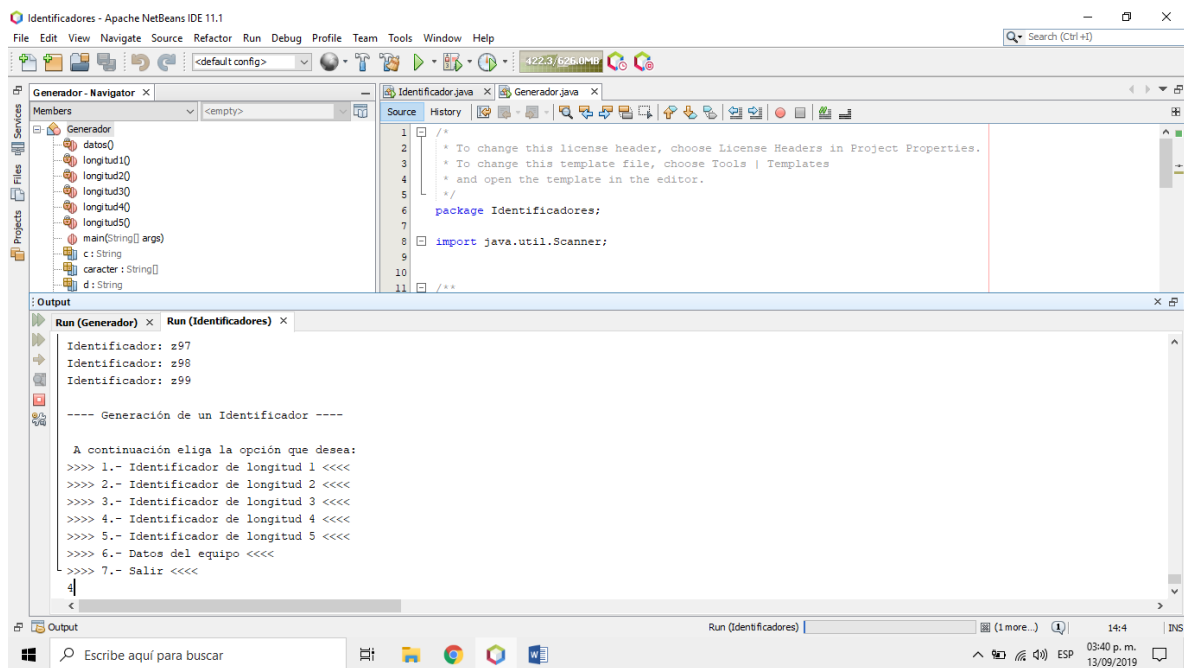 Identificadores - Apache NetBeans IDE 11.1
File Edit View Navigate Source Refactor Run Debug Profile Team Tools Window Help
Search (Ctrl+I)
<default config>
422.3/626.0MB
Generador - Navigator
Members
<empty>
Generador
datos()
longitud1()
longitud2()
longitud3()
longitud4()
longitud5()
main(String[] args)
c : String
caracter : String[]
d : String
Services
Files
Projects
Identificador.java
Generador.java
Source History
1 /*
2 * To change this license header, choose License Headers in Project Properties.
3 * To change this template file, choose Tools | Templates
4 * and open the template in the editor.
5 */
6 package Identificadores;
7
8 import java.util.Scanner;
9
10
11 /**
Output
Run (Generador)
Run (Identificadores)
Identificador: z97
Identificador: z98
Identificador: z99
---- Generación de un Identificador ----
A continuación eliga la opción que desea:
>>>> 1.- Identificador de longitud 1 <<<<
>>>> 2.- Identificador de longitud 2 <<<<
>>>> 3.- Identificador de longitud 3 <<<<
>>>> 4.- Identificador de longitud 4 <<<<
>>>> 5.- Identificador de longitud 5 <<<<
>>>> 6.- Datos del equipo <<<<
>>>> 7.- Salir <<<<
4
Output
Run (Identificadores)
(1 more...)
1
14:4
INS
Escribe aquí para buscar
ESP
03:40 p. m.
13/09/2019